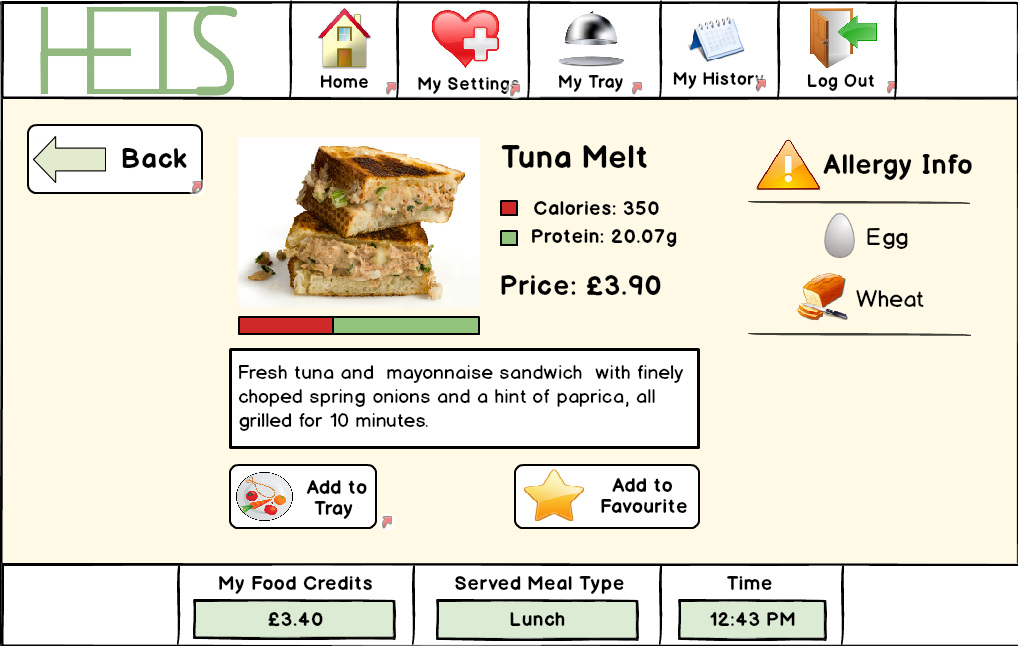 HETS
Home
My Settings
My Tray
My History
Log Out
Back
Tuna Melt
Calories: 350
Protein: 20.07g
Price: £3.90
Allergy Info
Egg
Wheat
Fresh tuna and mayonnaise sandwich with finely
choped spring onions and a hint of paprica, all
grilled for 10 minutes.
Add to
Tray
Add to
Favourite
My Food Credits
£3.40
Served Meal Type
Lunch
Time
12:43 PM